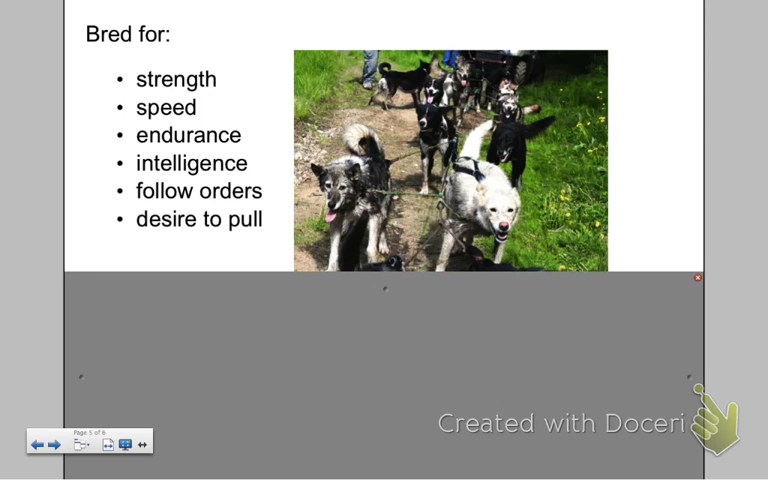 Bred for:
• strength
• speed
• endurance
• intelligence
• follow orders
• desire to pull
Created with Doceri
Page 5 of 6